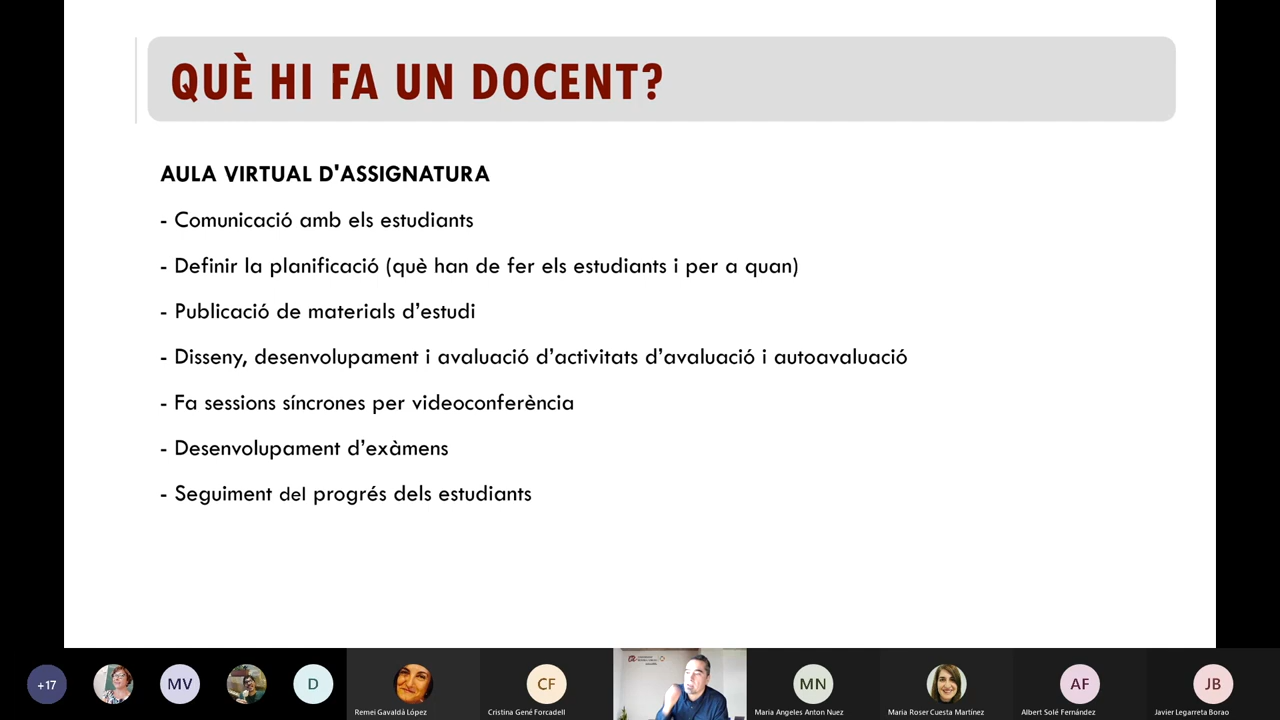 QUÈ HI FA UN DOCENT?
AULA VIRTUAL D'ASSIGNATURA
- Comunicació amb els estudiants
- Definir la planificació (què han de fer els estudiants i per a quan)
- Publicació de materials d’estudi
- Disseny, desenvolupament i avaluació d’activitats d’avaluació i autoavaluació
- Fa sessions síncrones per videoconferència
- Desenvolupament d’exàmens
- Seguiment del progrés dels estudiants
+17
MV
D
CF
MN
AF
JB
Remei Gavaldà López
Cristina Gené Forcadell
Maria Angeles Anton Nuez
Maria Roser Cuesta Martínez
Albert Solé Fernández
Javier Legarreta Borao